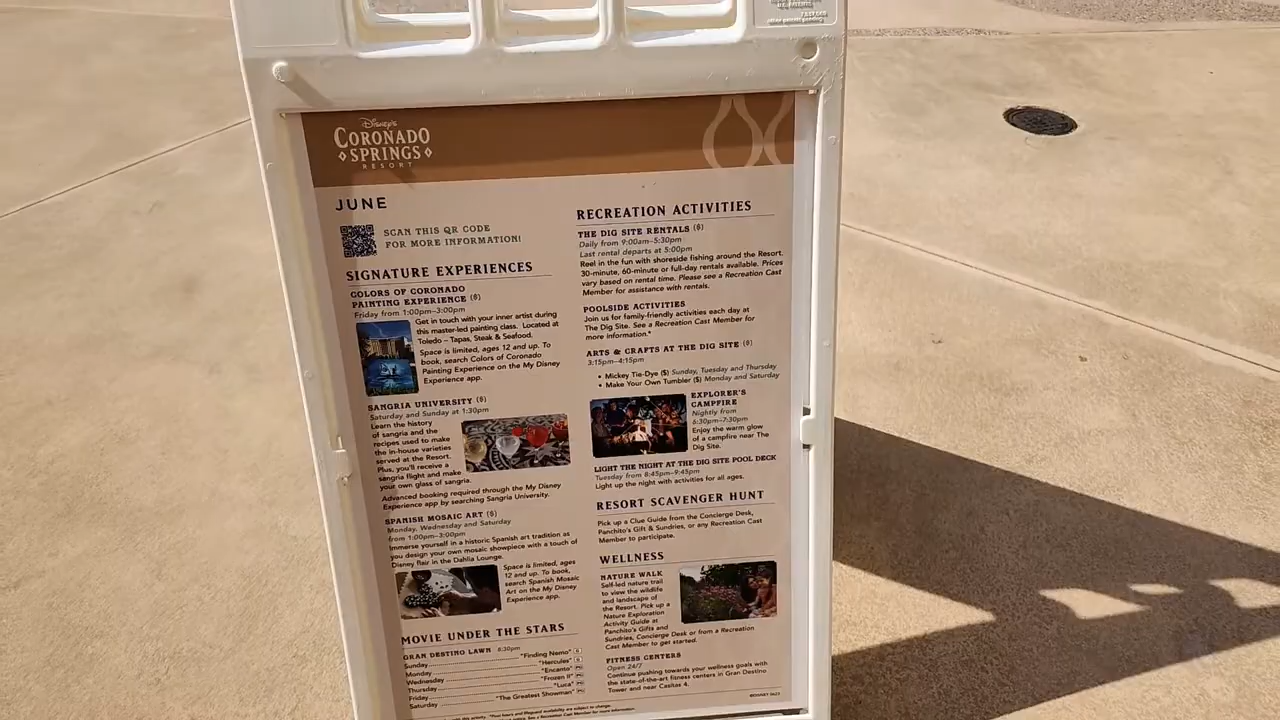 Disney's
CORONADO
SPRINGS
RESORT
JUNE
SCAN THIS QR CODE
FOR MORE INFORMATION!
SIGNATURE EXPERIENCES
COLORS OF CORONADO
PAINTING EXPERIENCE ($)
Friday from 1:00pm–3:00pm
Get in touch with your inner artist during
this master-led painting class. Located at
Toledo – Tapas, Steak & Seafood.
Space is limited, ages 12 and up. To
book, search Colors of Coronado
Painting Experience on the My Disney
Experience app.
SANGRIA UNIVERSITY ($)
Saturday and Sunday at 1:30pm
Learn the history
of sangria and the
recipes used to make
the in-house varieties
served at the Resort.
Plus, you'll receive a
sangria flight and make
your own glass of sangria.
Advanced booking required through the My Disney
Experience app by searching Sangria University.
SPANISH MOSAIC ART ($)
Monday, Wednesday and Saturday
from 1:00pm–3:00pm
Immerse yourself in a historic Spanish art tradition as
you design your own mosaic showpiece with a touch of
Disney flair in the Dahlia Lounge.
Space is limited, ages
12 and up. To book,
search Spanish Mosaic
Art on the My Disney
Experience app.
MOVIE UNDER THE STARS
GRAN DESTINO LAWN 8:30pm
Sunday "Finding Nemo" G
Monday "Hercules" G
Wednesday "Encanto" PG
Thursday "Frozen II" PG
Friday "Luca" PG
Saturday "The Greatest Showman" PG
RECREATION ACTIVITIES
THE DIG SITE RENTALS ($)
Daily from 9:00am–5:30pm
Last rental departs at 5:00pm
Reel in the fun with shoreside fishing around the Resort.
30-minute, 60-minute or full-day rentals available. Prices
vary based on rental time. Please see a Recreation Cast
Member for assistance with rentals.
POOLSIDE ACTIVITIES
Join us for family-friendly activities each day at
The Dig Site. See a Recreation Cast Member for
more information.*
ARTS & CRAFTS AT THE DIG SITE ($)
3:15pm–4:15pm
• Mickey Tie-Dye ($) Sunday, Tuesday and Thursday
• Make Your Own Tumbler ($) Monday and Saturday
EXPLORER'S
CAMPFIRE
Nightly from
6:30pm–7:30pm
Enjoy the warm glow
of a campfire near The
Dig Site.
LIGHT THE NIGHT AT THE DIG SITE POOL DECK
Tuesday from 8:45pm–9:45pm
Light up the night with activities for all ages.
RESORT SCAVENGER HUNT
Pick up a Clue Guide from the Concierge Desk,
Panchito's Gift & Sundries, or any Recreation Cast
Member to participate.
WELLNESS
NATURE WALK
Self-led nature trail
to view the wildlife
and landscape of
the Resort. Pick up a
Nature Exploration
Activity Guide at
Panchito's Gifts and
Sundries, Concierge Desk or from a Recreation
Cast Member to get started.
FITNESS CENTERS
Open 24/7
Continue pushing towards your wellness goals with
the state-of-the-art fitness centers in Gran Destino
Tower and near Casitas 4.